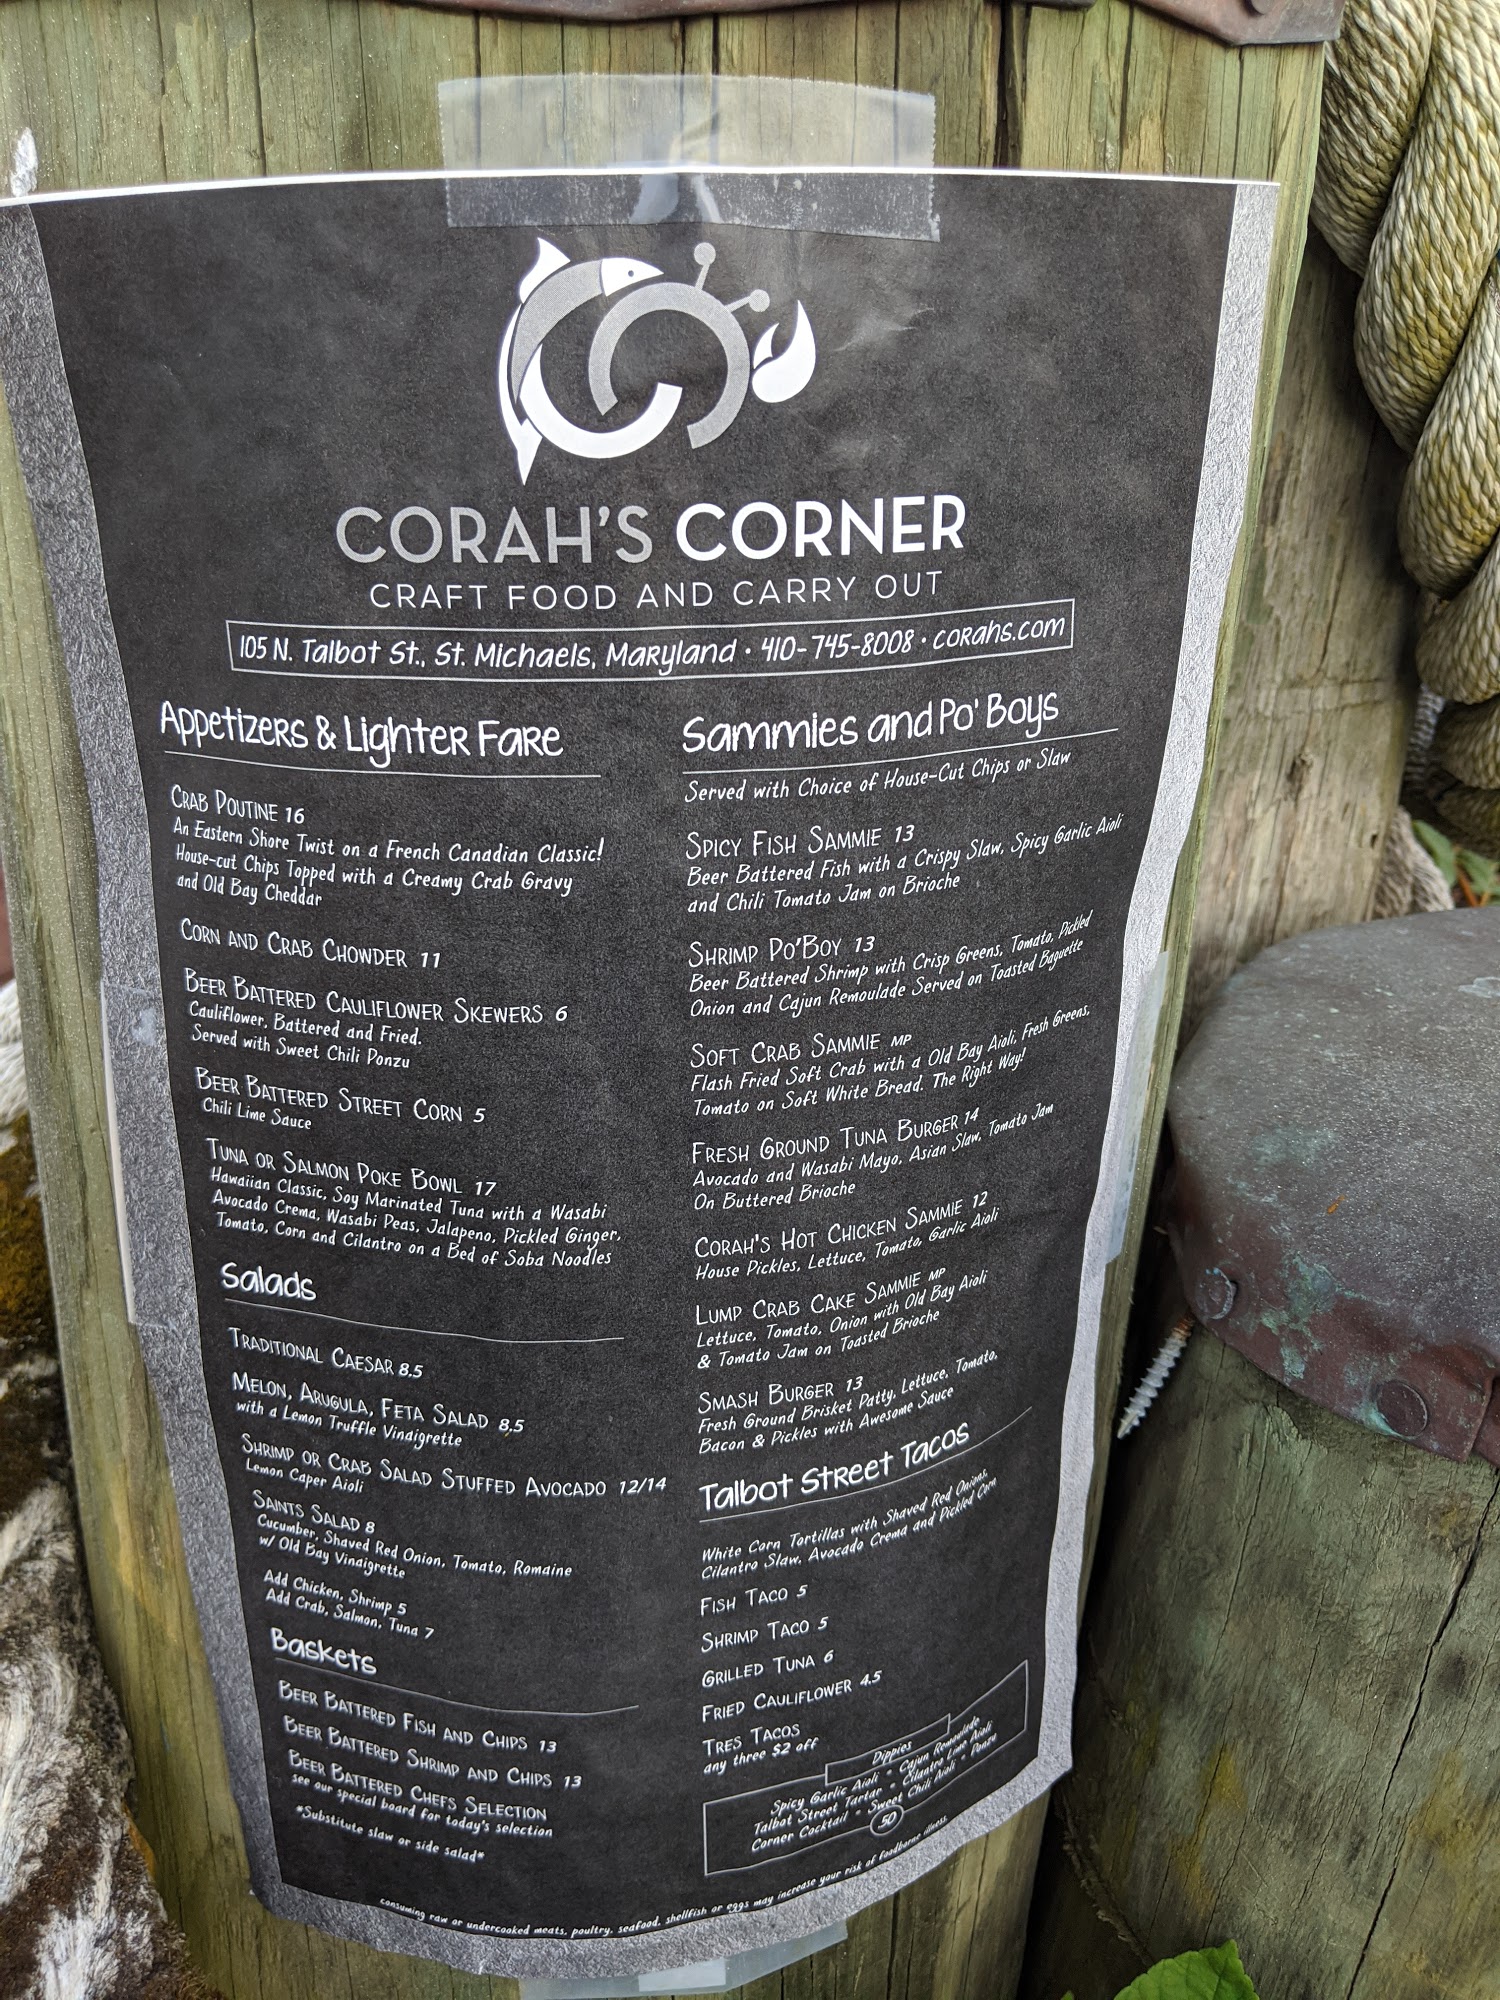 CORAH'S CORNER
CRAFT FOOD AND CARRY OUT
105 N. Talbot St., St. Michaels, Maryland • 410-745-8008 • corahs.com
Appetizers & Lighter Fare
CRAB POUTINE 16
An Eastern Shore Twist on a French Canadian Classic!
House-cut Chips Topped with a Creamy Crab Gravy
and Old Bay Cheddar
CORN AND CRAB CHOWDER 11
BEER BATTERED CAULIFLOWER SKEWERS 6
Cauliflower, Battered and Fried.
Served with Sweet Chili Ponzu
BEER BATTERED STREET CORN 5
Chili Lime Sauce
TUNA OR SALMON POKE BOWL 17
Hawaiian Classic, Soy Marinated Tuna with a Wasabi
Avocado Crema, Wasabi Peas, Jalapeno, Pickled Ginger,
Tomato, Corn and Cilantro on a Bed of Soba Noodles
Salads
TRADITIONAL CAESAR 8.5
MELON, ARUGULA, FETA SALAD 8.5
with a Lemon Truffle Vinaigrette
SHRIMP OR CRAB SALAD STUFFED AVOCADO 12/14
Lemon Caper Aioli
SAINTS SALAD 8
Cucumber, Shaved Red Onion, Tomato, Romaine
w/ Old Bay Vinaigrette
Add Chicken, Shrimp 5
Add Crab, Salmon, Tuna 7
Baskets
BEER BATTERED FISH AND CHIPS 13
BEER BATTERED SHRIMP AND CHIPS 13
BEER BATTERED CHEFS SELECTION
see our special board for today's selection
*Substitute slaw or side salad*
Sammies and Po' Boys
Served with Choice of House-Cut Chips or Slaw
SPICY FISH SAMMIE 13
Beer Battered Fish with a Crispy Slaw, Spicy Garlic Aioli
and Chili Tomato Jam on Brioche
SHRIMP PO'BOY 13
Beer Battered Shrimp with Crisp Greens, Tomato, Pickled
Onion and Cajun Remoulade Served on Toasted Baguette
SOFT CRAB SAMMIE MP
Flash Fried Soft Crab with a Old Bay Aioli, Fresh Greens,
Tomato on Soft White Bread. The Right Way!
FRESH GROUND TUNA BURGER 14
Avocado and Wasabi Mayo, Asian Slaw, Tomato Jam
On Buttered Brioche
CORAH'S HOT CHICKEN SAMMIE 12
House Pickles, Lettuce, Tomato, Garlic Aioli
LUMP CRAB CAKE SAMMIE MP
Lettuce, Tomato, Onion with Old Bay Aioli
& Tomato Jam on Toasted Brioche
SMASH BURGER 13
Fresh Ground Brisket Patty, Lettuce, Tomato,
Bacon & Pickles with Awesome Sauce
Talbot Street Tacos
White Corn Tortillas with Shaved Red Onions,
Cilantro Slaw, Avocado Crema and Pickled Corn
FISH TACO 5
SHRIMP TACO 5
GRILLED TUNA 6
FRIED CAULIFLOWER 4.5
TRES TACOS
any three $2 off
Dippies
Spicy Garlic Aioli • Cajun Remoulade
Talbot Street Tartar • Cilantro Lime Aioli
Corner Cocktail • Sweet Chili Aioli • Ponzu
50
consuming raw or undercooked meats, poultry, seafood, shellfish or eggs may increase your risk of foodborne illness.